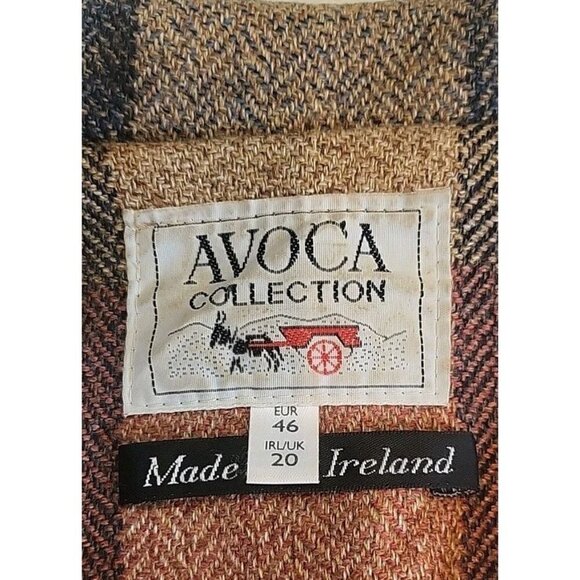 AVOCA
COLLECTION
EUR
46
IRL/UK
20
Made Ireland